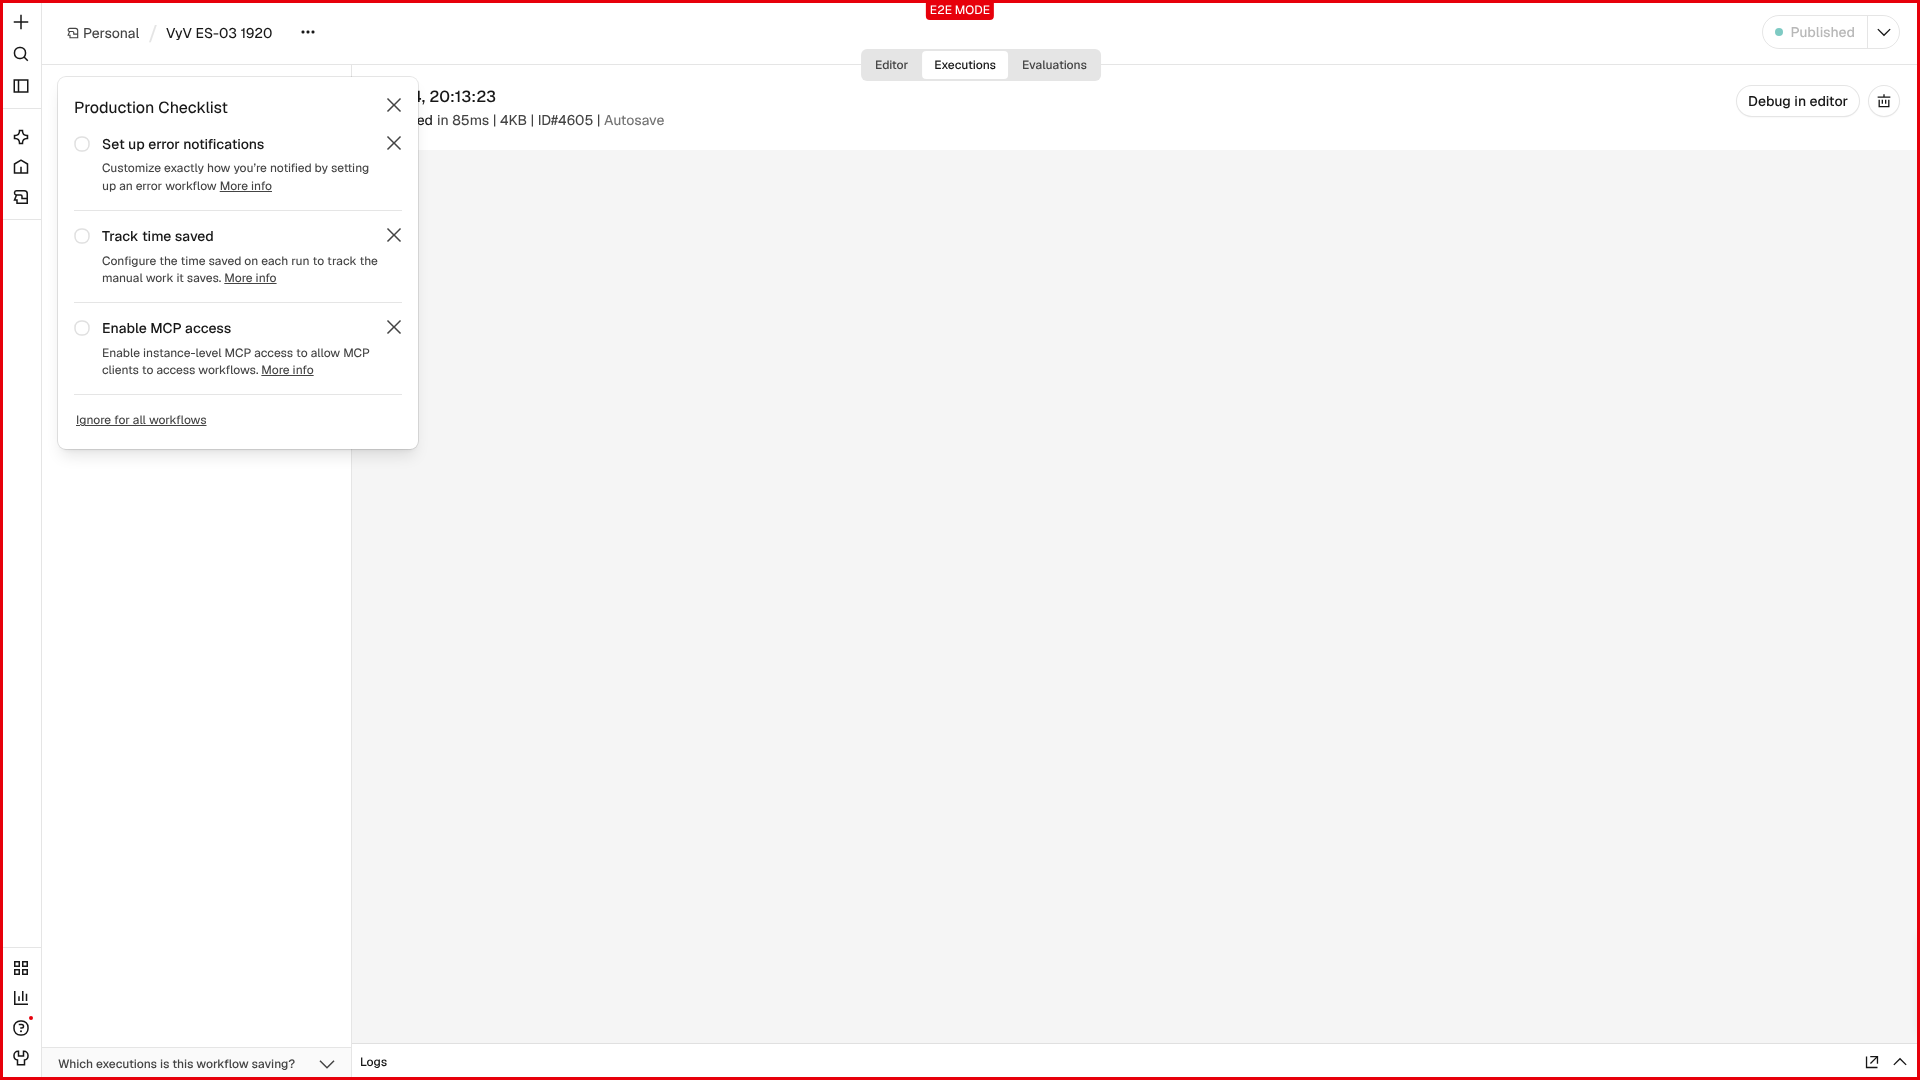 E2E MODE
Personal / VyV ES-03 1920 •••
Published
Editor Executions Evaluations
Production Checklist
Set up error notifications
Customize exactly how you're notified by setting
up an error workflow More info
Track time saved
Configure the time saved on each run to track the
manual work it saves. More info
Enable MCP access
Enable instance-level MCP access to allow MCP
clients to access workflows. More info
Ignore for all workflows
, 20:13:23
in 85ms | 4KB | ID#4605 | Autosave
Debug in editor
Which executions is this workflow saving?
Logs